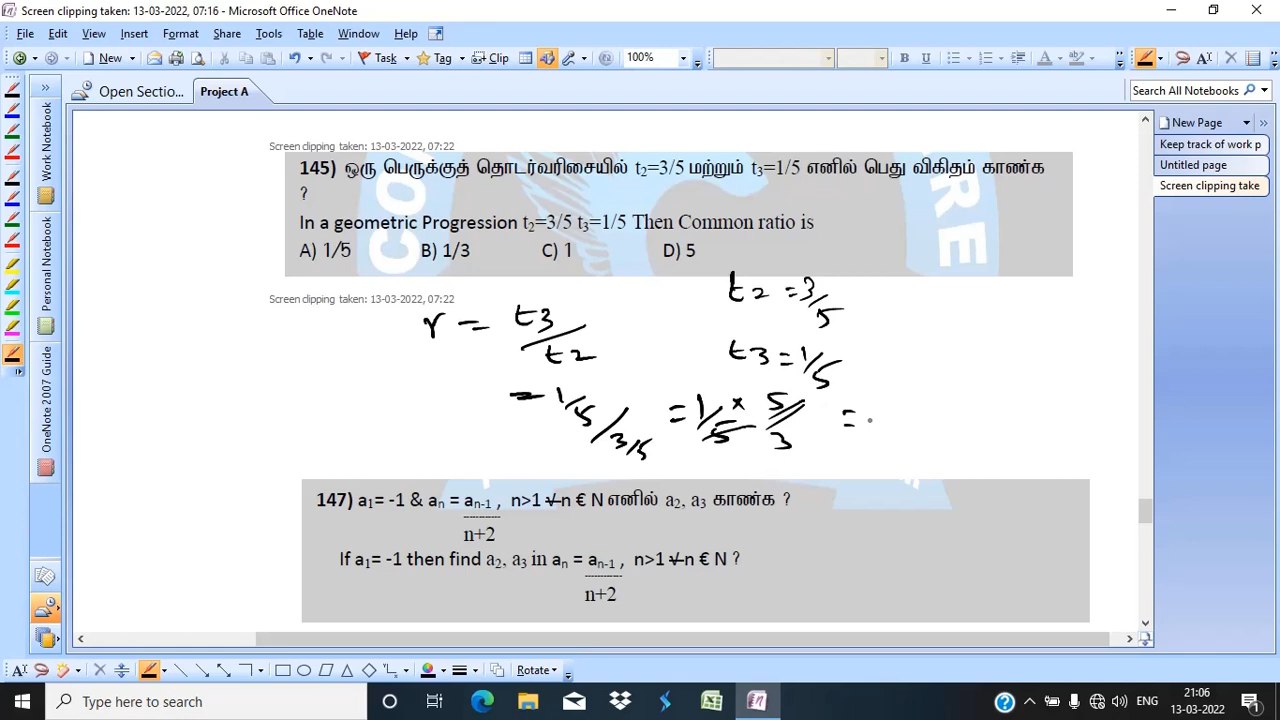 Screen clipping taken: 13-03-2022, 07:16 - Microsoft Office OneNote
File Edit View Insert Format Share Tools Table Window Help
New Task Tag Clip 100% B U A
Open Sectio... Project A Search All Notebooks
New Page
Keep track of work p
Untitled page
Screen clipping take
Work Notebook
Personal Notebook
OneNote 2007 Guide
Screen clipping taken: 13-03-2022, 07:22
145) ஒரு பெருக்குத் தொடர்வரிசையில் t2=3/5 மற்றும் t3=1/5 எனில் பெது விகிதம் காண்க
?
In a geometric Progression t2=3/5 t3=1/5 Then Common ratio is
A) 1/5 B) 1/3 C) 1 D) 5
Screen clipping taken: 13-03-2022, 07:22
t2 = 3/5
r = t3/t2
t3 = 1/5
= 1/5 / 3/5 = 1/5 × 5/3 =
147) a1= -1 & an = an-1 , n>1 ∀ n € N எனில் a2, a3 காண்க ?
n+2
If a1= -1 then find a2, a3 in an = an-1 , n>1 ∀ n € N ?
n+2
Rotate
Type here to search
ENG 21:06
13-03-2022